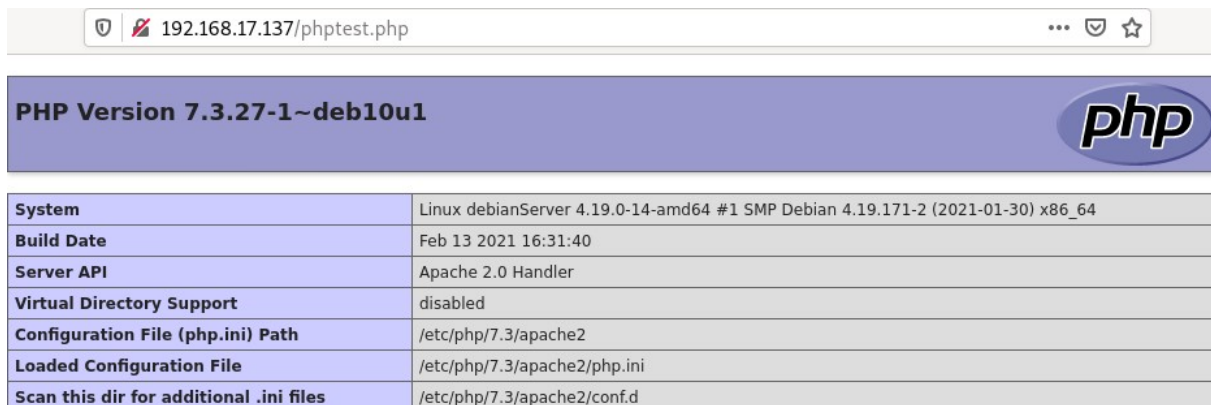 192.168.17.137/phptest.php
PHP Version 7.3.27-1~deb10u1
php
System Linux debianServer 4.19.0-14-amd64 #1 SMP Debian 4.19.171-2 (2021-01-30) x86_64
Build Date Feb 13 2021 16:31:40
Server API Apache 2.0 Handler
Virtual Directory Support disabled
Configuration File (php.ini) Path /etc/php/7.3/apache2
Loaded Configuration File /etc/php/7.3/apache2/php.ini
Scan this dir for additional .ini files /etc/php/7.3/apache2/conf.d